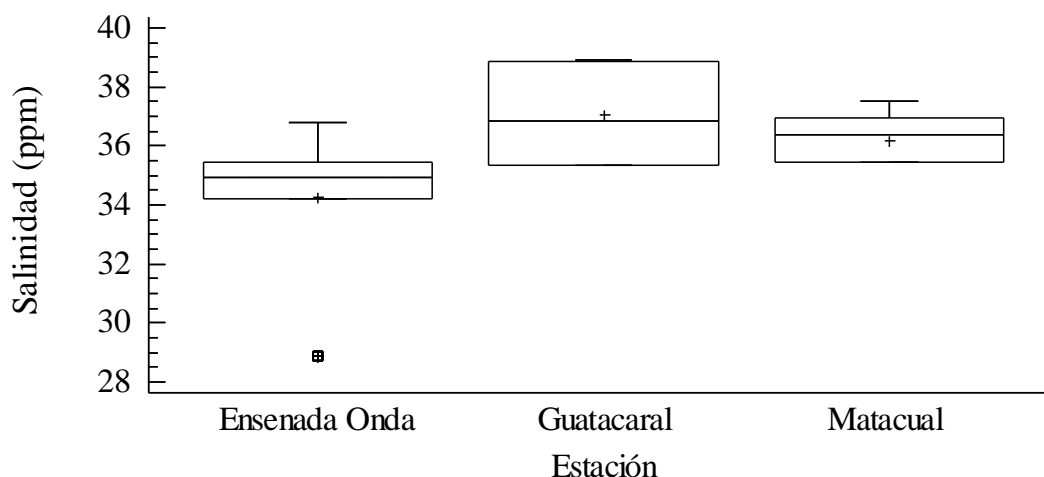 Salinidad (ppm)
40
38
36
34
32
30
28
Ensenada Onda Guatacaral Matacual
Estación